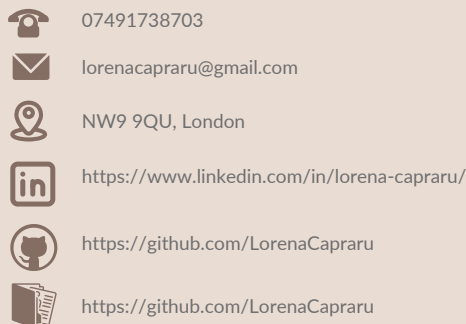 07491738703
lorenacapraru@gmail.com
NW9 9QU, London
https://www.linkedin.com/in/lorena-capraru/
https://github.com/LorenaCapraru
https://github.com/LorenaCapraru